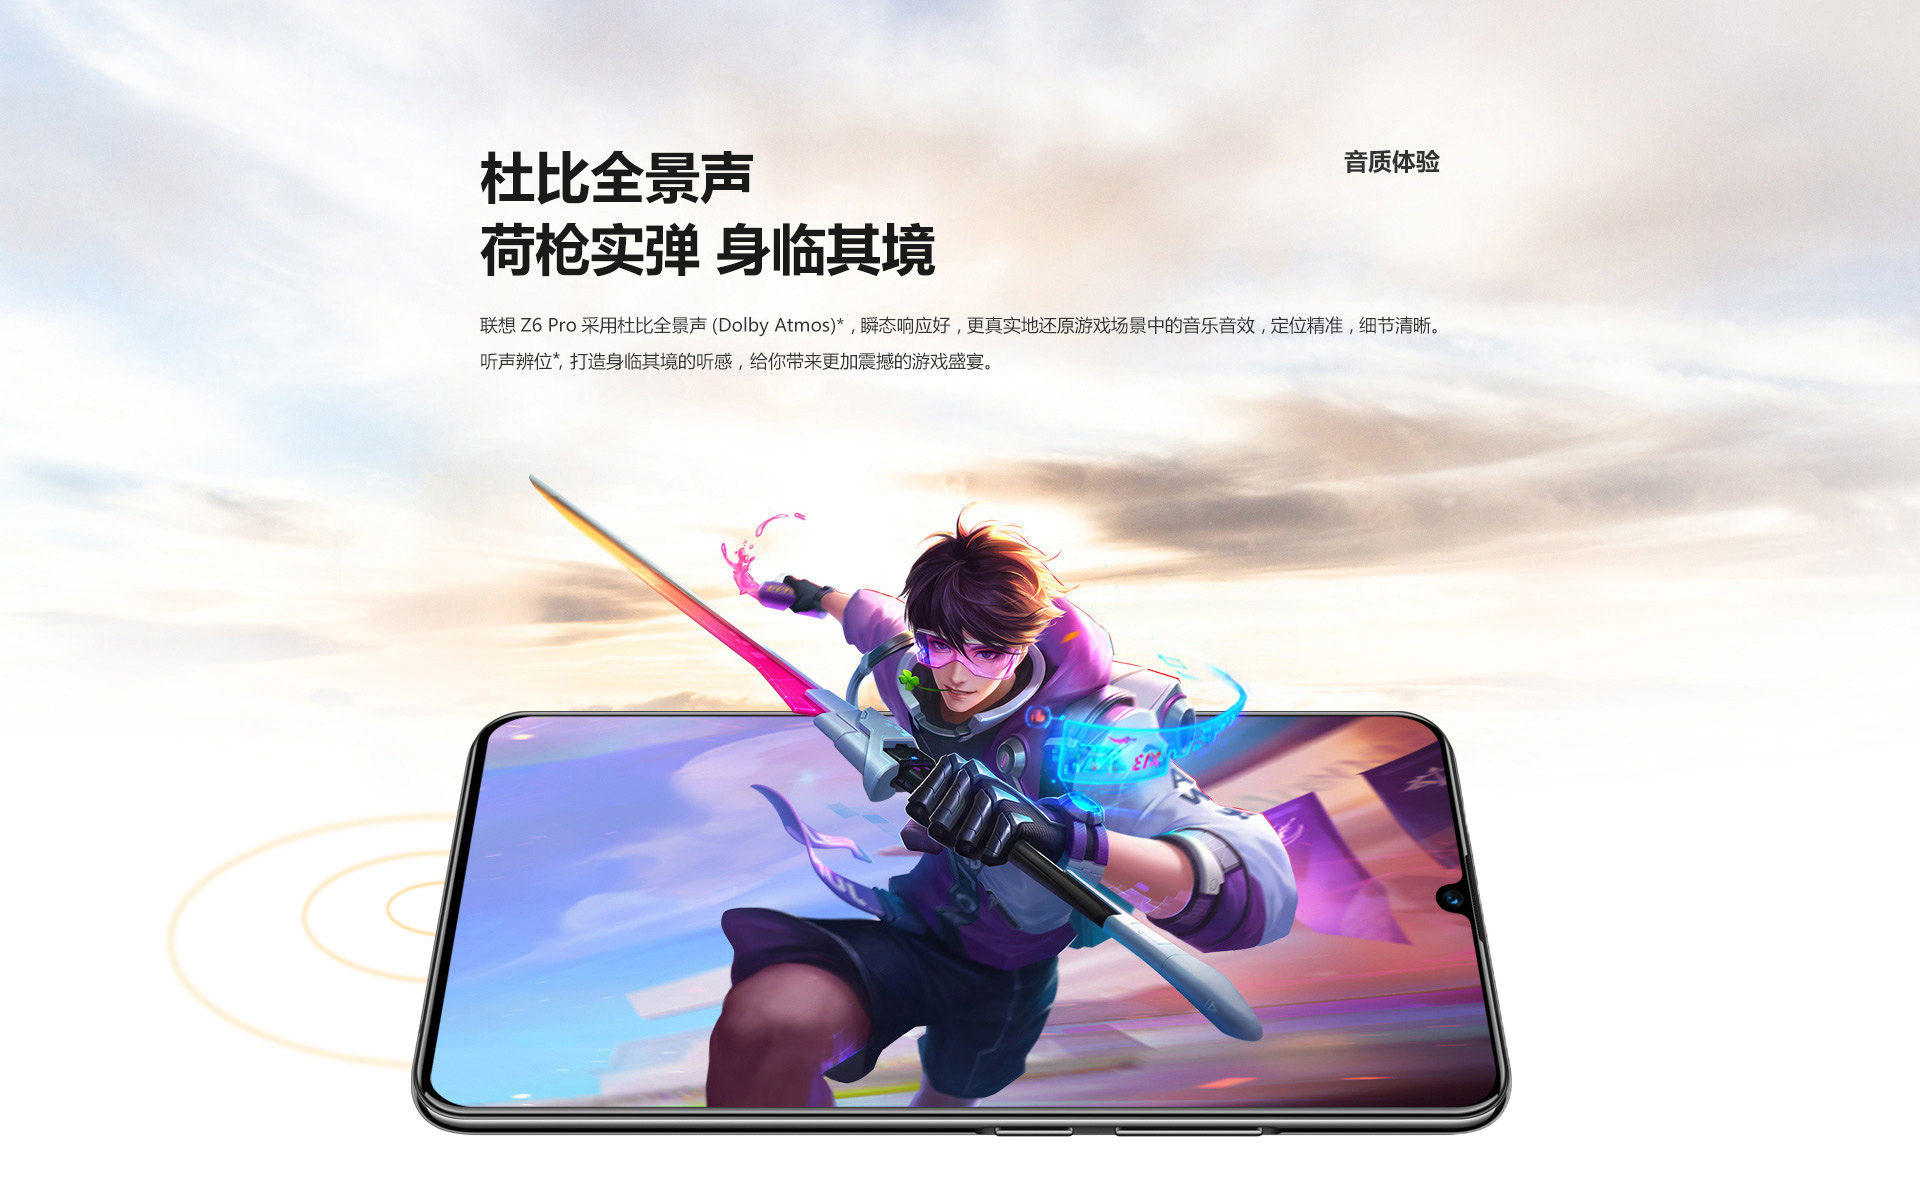 杜比全景声
音质体验
荷枪实弹 身临其境
联想 Z6 Pro 采用杜比全景声 (Dolby Atmos)*，瞬态响应好，更真实地还原游戏场景中的音乐音效，定位精准，细节清晰。
听声辨位*, 打造身临其境的听感，给你带来更加震撼的游戏盛宴。